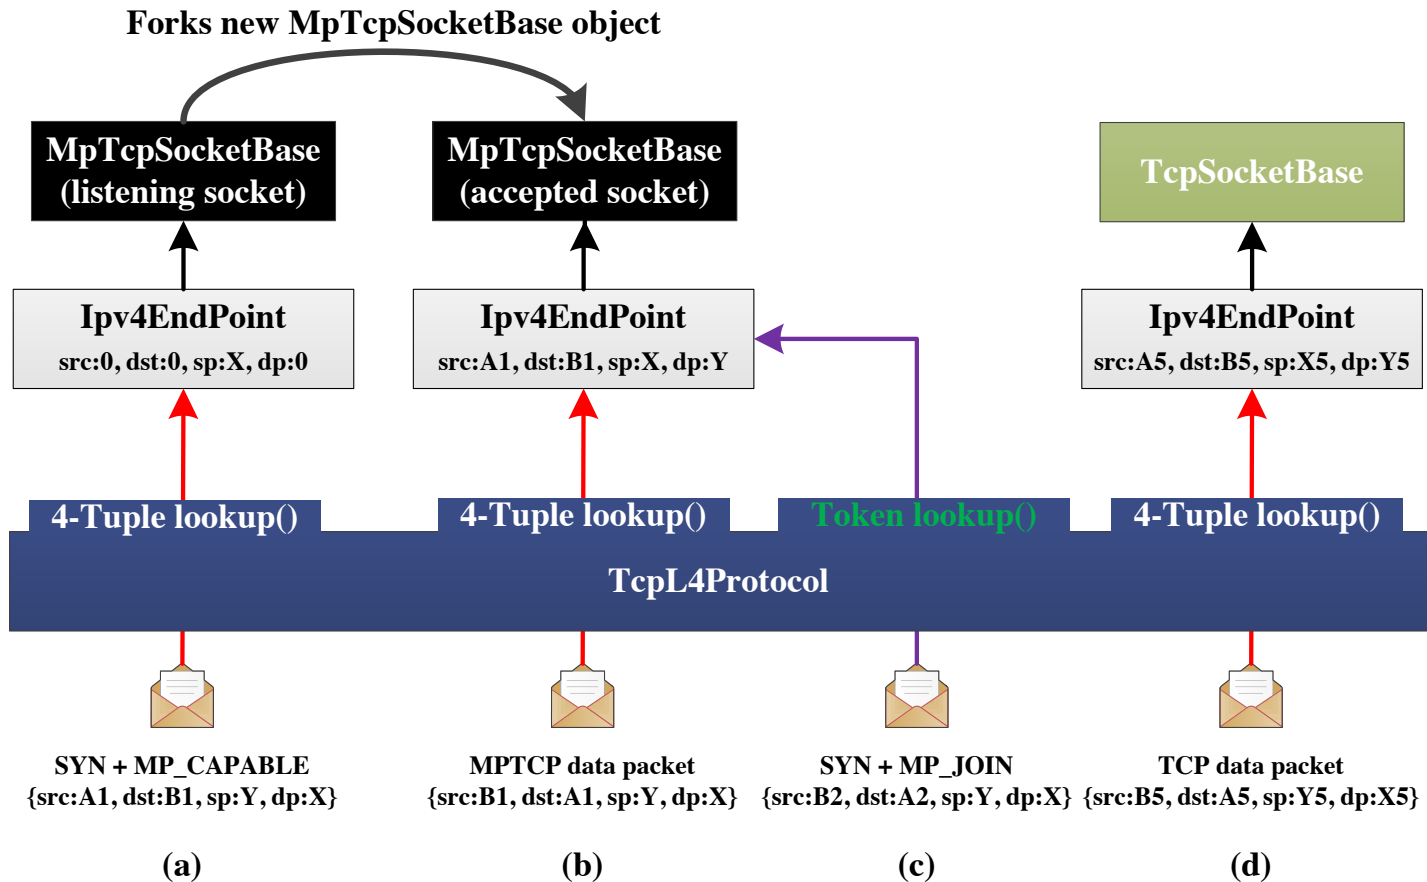 Forks new MpTcpSocketBase object
MpTcpSocketBase
(listening socket)
MpTcpSocketBase
(accepted socket)
TcpSocketBase
Ipv4EndPoint
src:0, dst:0, sp:X, dp:0
Ipv4EndPoint
src:A1, dst:B1, sp:X, dp:Y
Ipv4EndPoint
src:A5, dst:B5, sp:X5, dp:Y5
4-Tuple lookup()
4-Tuple lookup()
Token lookup()
4-Tuple lookup()
TcpL4Protocol
SYN + MP_CAPABLE
{src:A1, dst:B1, sp:Y, dp:X}
MPTCP data packet
{src:B1, dst:A1, sp:Y, dp:X}
SYN + MP_JOIN
{src:B2, dst:A2, sp:Y, dp:X}
TCP data packet
{src:B5, dst:A5, sp:Y5, dp:X5}
(a)
(b)
(c)
(d)